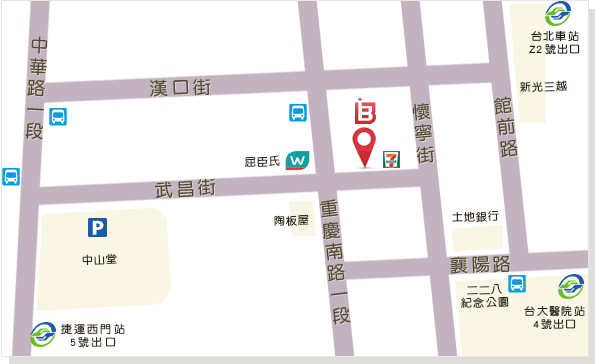 台北車站
Z2 號出口
新光三越
中華路一段
漢口街
館前路
懷寧街
B
屈臣氏
W
7
ELEVEN
武昌街
重慶南路一段
陶板屋
土地銀行
P
中山堂
襄陽路
二二八
紀念公園
台大醫院站
4號出口
捷運西門站
5號出口